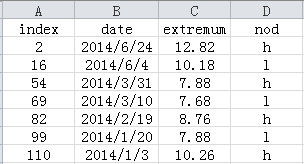 A B C D
index date extremum nod
2 2014/6/24 12.82 h
16 2014/6/4 10.18 l
54 2014/3/31 7.88 h
69 2014/3/10 7.68 l
82 2014/2/19 8.76 h
99 2014/1/20 7.88 l
110 2014/1/3 10.26 h